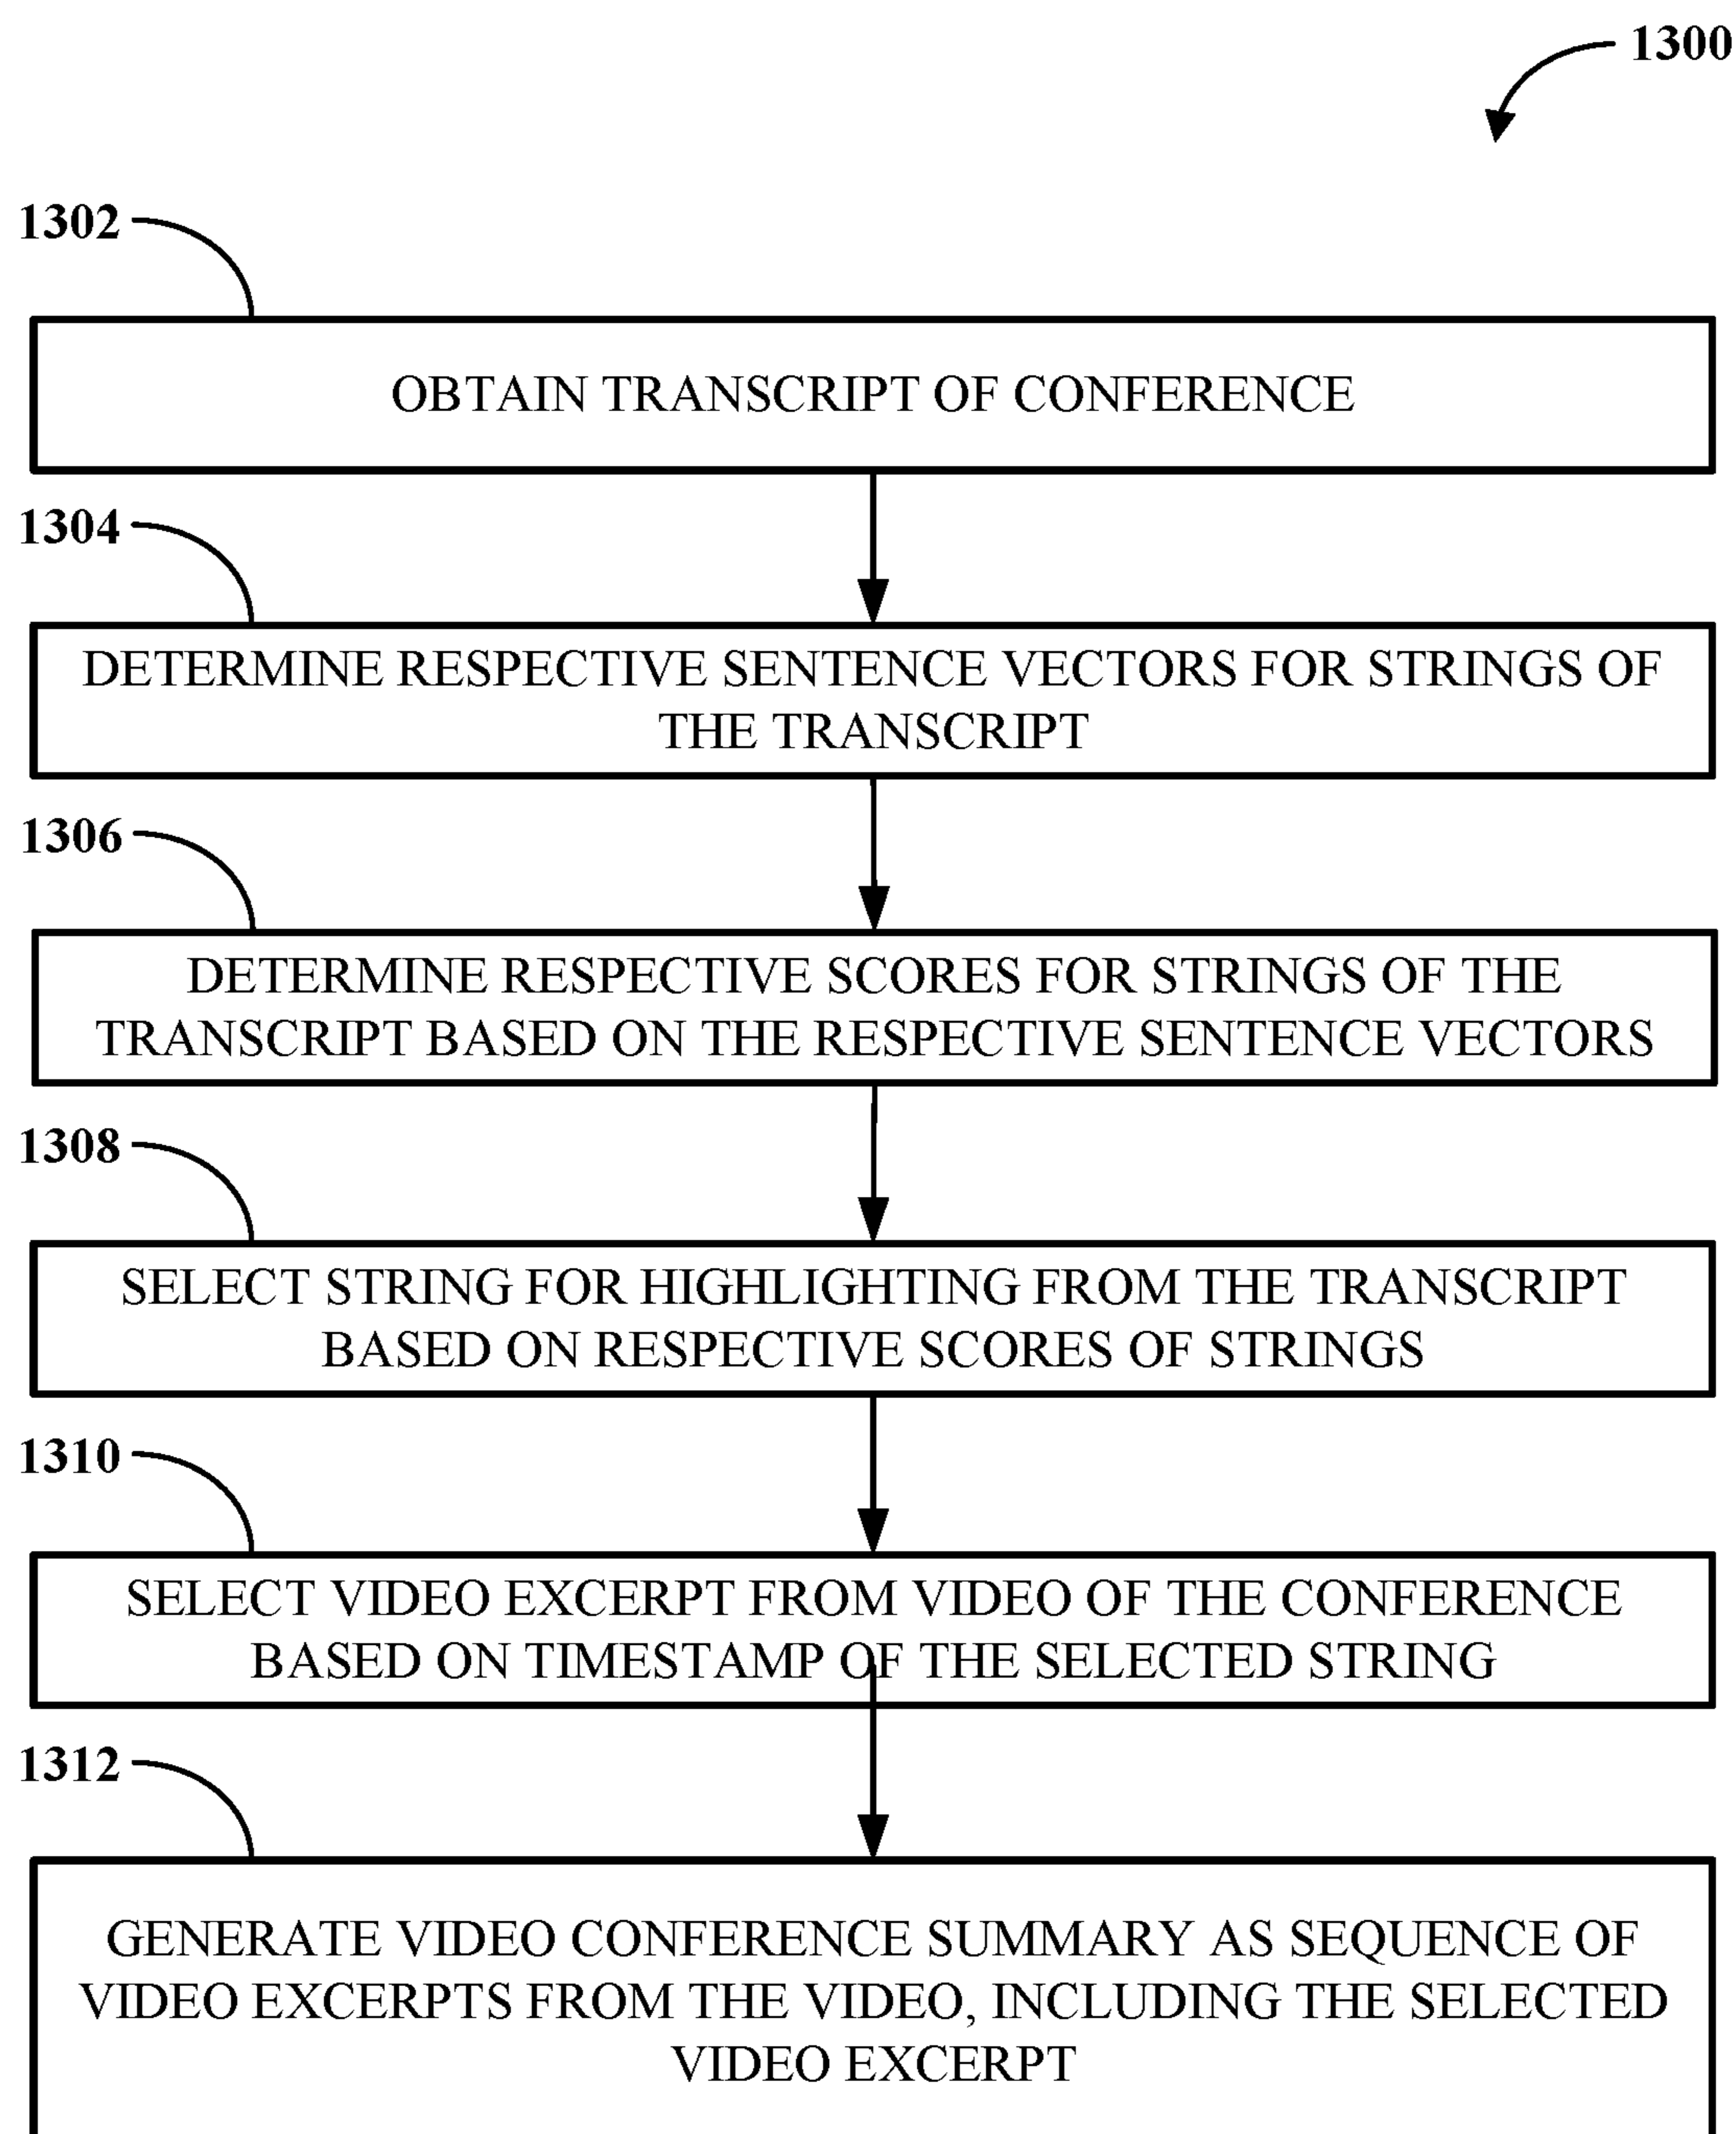 1300
1302
OBTAIN TRANSCRIPT OF CONFERENCE
1304
DETERMINE RESPECTIVE SENTENCE VECTORS FOR STRINGS OF
THE TRANSCRIPT
1306
DETERMINE RESPECTIVE SCORES FOR STRINGS OF THE
TRANSCRIPT BASED ON THE RESPECTIVE SENTENCE VECTORS
1308
SELECT STRING FOR HIGHLIGHTING FROM THE TRANSCRIPT
BASED ON RESPECTIVE SCORES OF STRINGS
1310
SELECT VIDEO EXCERPT FROM VIDEO OF THE CONFERENCE
BASED ON TIMESTAMP OF THE SELECTED STRING
1312
GENERATE VIDEO CONFERENCE SUMMARY AS SEQUENCE OF
VIDEO EXCERPTS FROM THE VIDEO, INCLUDING THE SELECTED
VIDEO EXCERPT